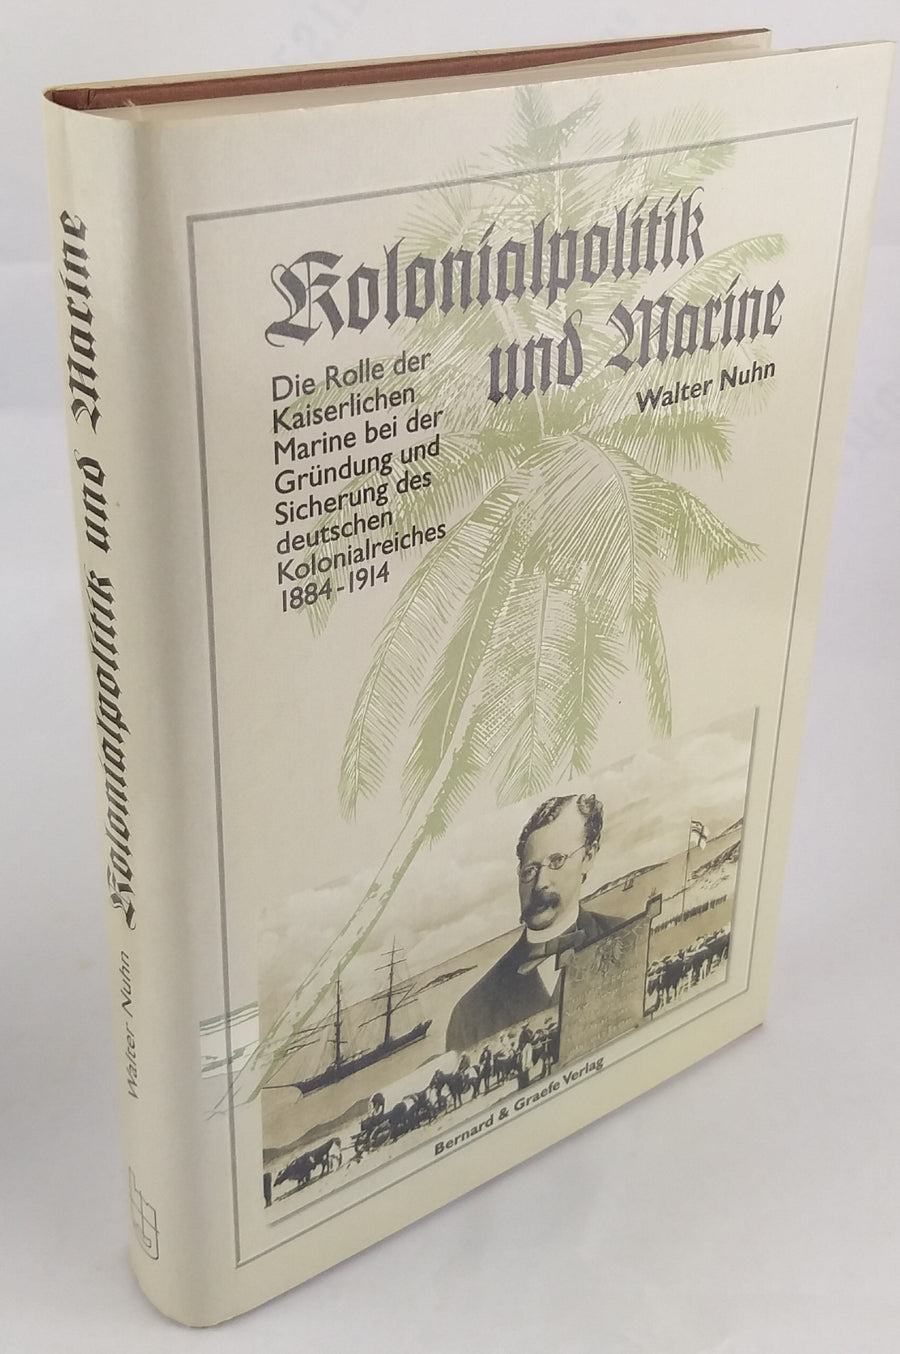 Kolonialpolitik
und Marine
Walter Nuhn
Die Rolle der
Kaiserlichen
Marine bei der
Gründung und
Sicherung des
deutschen
Kolonialreiches
1884-1914
Bernard & Graefe Verlag
Walter Nuhn Kolonialpolitik und Marine